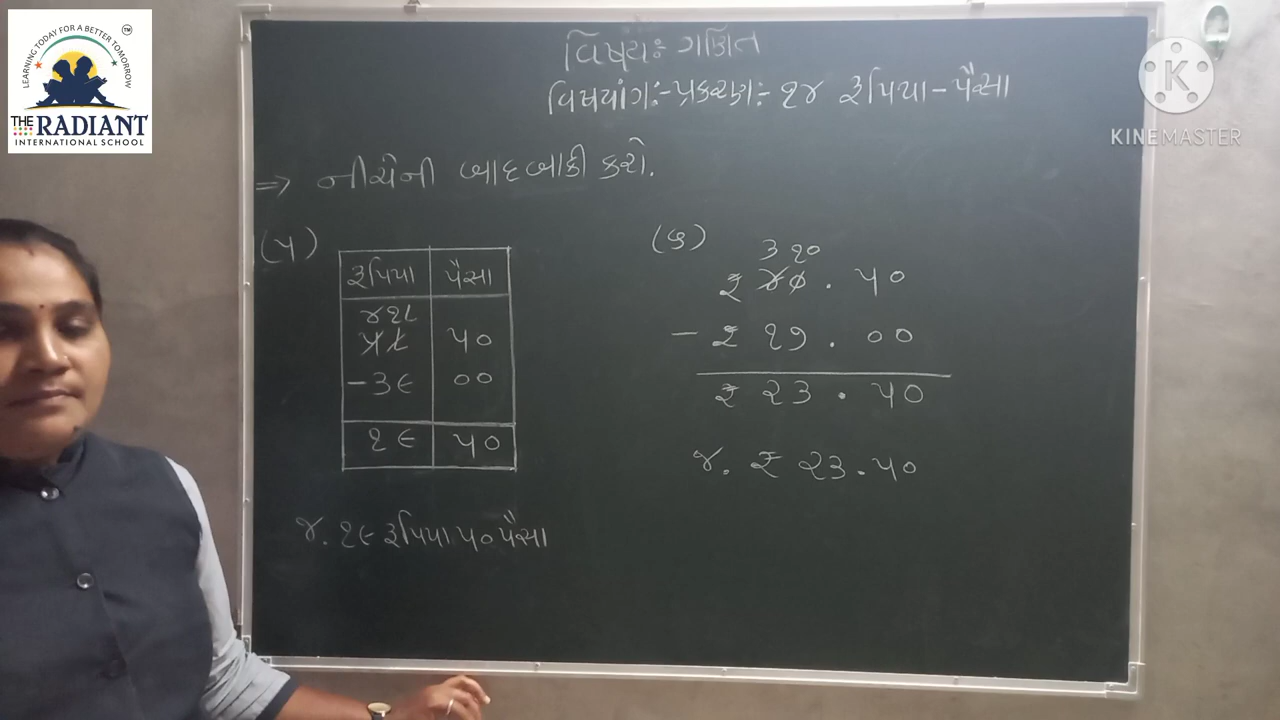 LEARNING TODAY FOR A BETTER TOMORROW
TM
THE RADIANT
INTERNATIONAL SCHOOL
K
KINEMASTER
વિષય:- ગણિત
વિષયાંગ:- પ્રકરણ:- ૧૪ રૂપિયા - પૈસા
=> નીચેની બાદબાકી કરો.
(૫)
રૂપિયા પૈસા
૪૧૮
૫૮ ૫૦
- ૩૯ ૦૦
૧૯ ૫૦
જ. ૧૯ રૂપિયા ૫૦ પૈસા
(૬)
૩ ૧૦
₹ ૪૦ . ૫૦
- ₹ ૧૭ . ૦૦
₹ ૨૩ . ૫૦
જ. ₹ ૨૩.૫૦